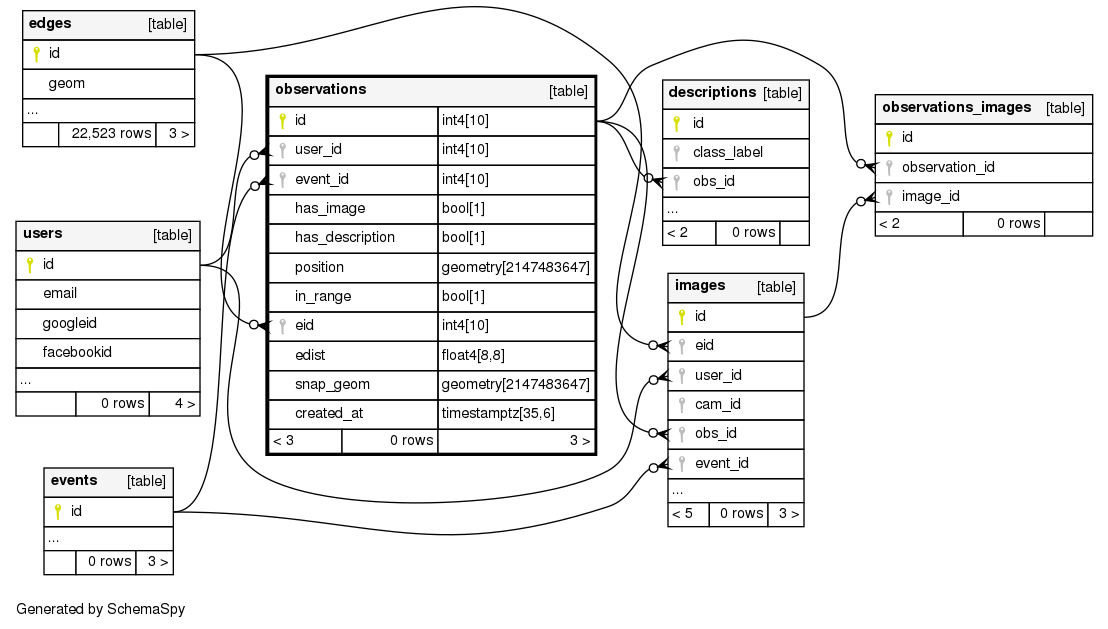 edges [table]
id
geom
...
22,523 rows 3 >
users [table]
id
email
googleid
facebookid
...
0 rows 4 >
events [table]
id
...
0 rows 3 >
observations [table]
id int4[10]
user_id int4[10]
event_id int4[10]
has_image bool[1]
has_description bool[1]
position geometry[2147483647]
in_range bool[1]
eid int4[10]
edist float4[8,8]
snap_geom geometry[2147483647]
created_at timestamptz[35,6]
< 3 0 rows 3 >
descriptions [table]
id
class_label
obs_id
...
< 2 0 rows
images [table]
id
eid
user_id
cam_id
obs_id
event_id
...
< 5 0 rows 3 >
observations_images [table]
id
observation_id
image_id
< 2 0 rows
Generated by SchemaSpy